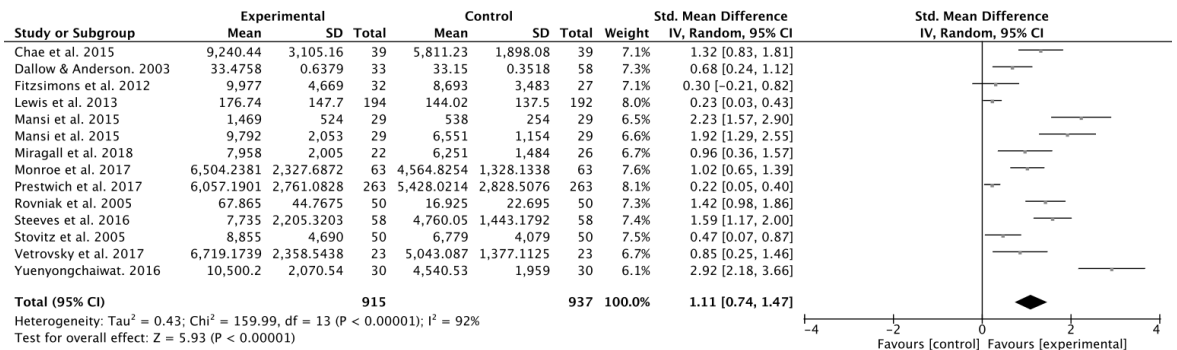 Experimental Control Std. Mean Difference Std. Mean Difference
Study or Subgroup Mean SD Total Mean SD Total Weight IV, Random, 95% CI IV, Random, 95% CI
Chae et al. 2015 9,240.44 3,105.16 39 5,811.23 1,898.08 39 7.1% 1.32 [0.83, 1.81]
Dallow & Anderson. 2003 33.4758 0.6379 33 33.15 0.3518 58 7.3% 0.68 [0.24, 1.12]
Fitzsimons et al. 2012 9,977 4,669 32 8,693 3,483 27 7.1% 0.30 [-0.21, 0.82]
Lewis et al. 2013 176.74 147.7 194 144.02 137.5 192 8.0% 0.23 [0.03, 0.43]
Mansi et al. 2015 1,469 524 29 538 254 29 6.5% 2.23 [1.57, 2.90]
Mansi et al. 2015 9,792 2,053 29 6,551 1,154 29 6.6% 1.92 [1.29, 2.55]
Miragall et al. 2018 7,958 2,005 22 6,251 1,484 26 6.7% 0.96 [0.36, 1.57]
Monroe et al. 2017 6,504.2381 2,327.6872 63 4,564.8254 1,328.1338 63 7.5% 1.02 [0.65, 1.39]
Prestwich et al. 2017 6,057.1901 2,761.0828 263 5,428.0214 2,828.5076 263 8.1% 0.22 [0.05, 0.40]
Rovniak et al. 2005 67.865 44.7675 50 16.925 22.695 50 7.3% 1.42 [0.98, 1.86]
Steeves et al. 2016 7,735 2,205.3203 58 4,760.05 1,443.1792 58 7.4% 1.59 [1.17, 2.00]
Stovitz et al. 2005 8,855 4,690 50 6,779 4,079 50 7.5% 0.47 [0.07, 0.87]
Vetrovsky et al. 2017 6,719.1739 2,358.5438 23 5,043.087 1,377.1125 23 6.7% 0.85 [0.25, 1.46]
Yuenyongchaiwat. 2016 10,500.2 2,070.54 30 4,540.53 1,959 30 6.1% 2.92 [2.18, 3.66]
Total (95% CI) 915 937 100.0% 1.11 [0.74, 1.47]
Heterogeneity: Tau² = 0.43; Chi² = 159.99, df = 13 (P < 0.00001); I² = 92%
Test for overall effect: Z = 5.93 (P < 0.00001)
-4 -2 0 2 4
Favours [control] Favours [experimental]